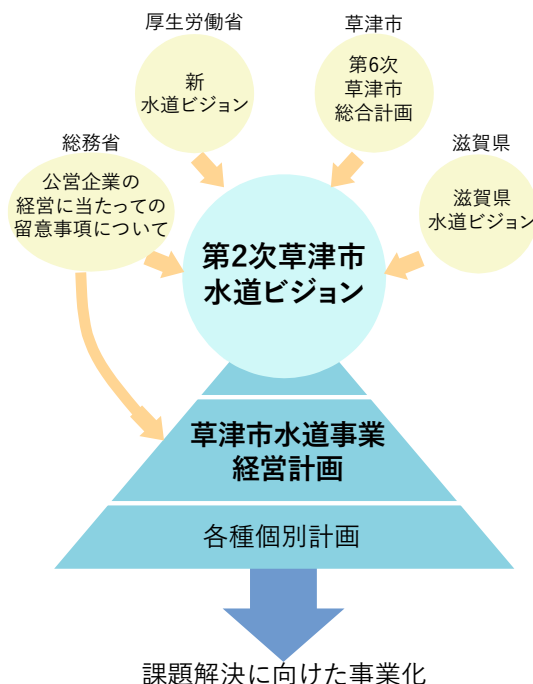 厚生労働省
新
水道ビジョン
草津市
第6次
草津市
総合計画
総務省
公営企業の
経営に当たっての
留意事項について
滋賀県
滋賀県
水道ビジョン
第2次草津市
水道ビジョン
草津市水道事業
経営計画
各種個別計画
課題解決に向けた事業化